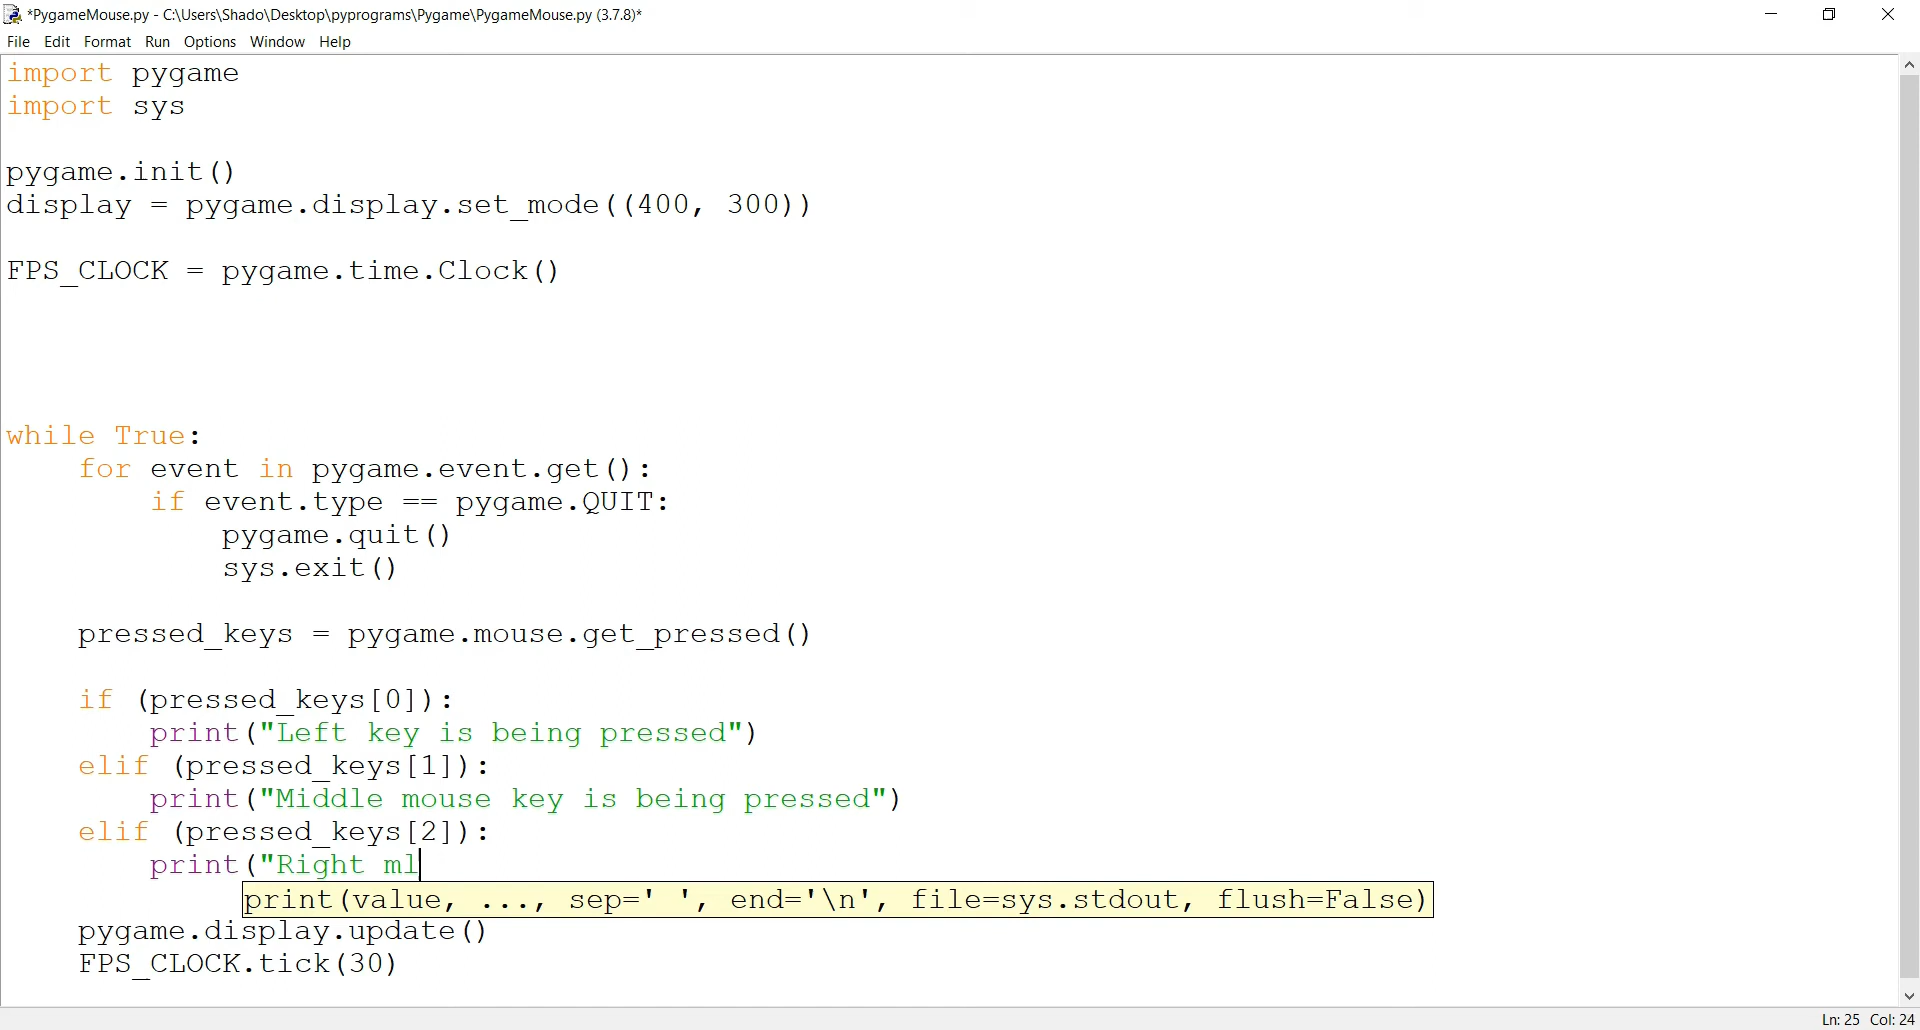 *PygameMouse.py - C:\Users\Shado\Desktop\pyprograms\Pygame\PygameMouse.py (3.7.8)*
File Edit Format Run Options Window Help
import pygame
import sys
pygame.init()
display = pygame.display.set_mode((400, 300))
FPS_CLOCK = pygame.time.Clock()
while True:
    for event in pygame.event.get():
        if event.type == pygame.QUIT:
            pygame.quit()
            sys.exit()
    pressed_keys = pygame.mouse.get_pressed()
    if (pressed_keys[0]):
        print("Left key is being pressed")
    elif (pressed_keys[1]):
        print("Middle mouse key is being pressed")
    elif (pressed_keys[2]):
        print("Right ml
print(value, ..., sep=' ', end='\n', file=sys.stdout, flush=False)
    pygame.display.update()
    FPS_CLOCK.tick(30)
Ln: 25 Col: 24